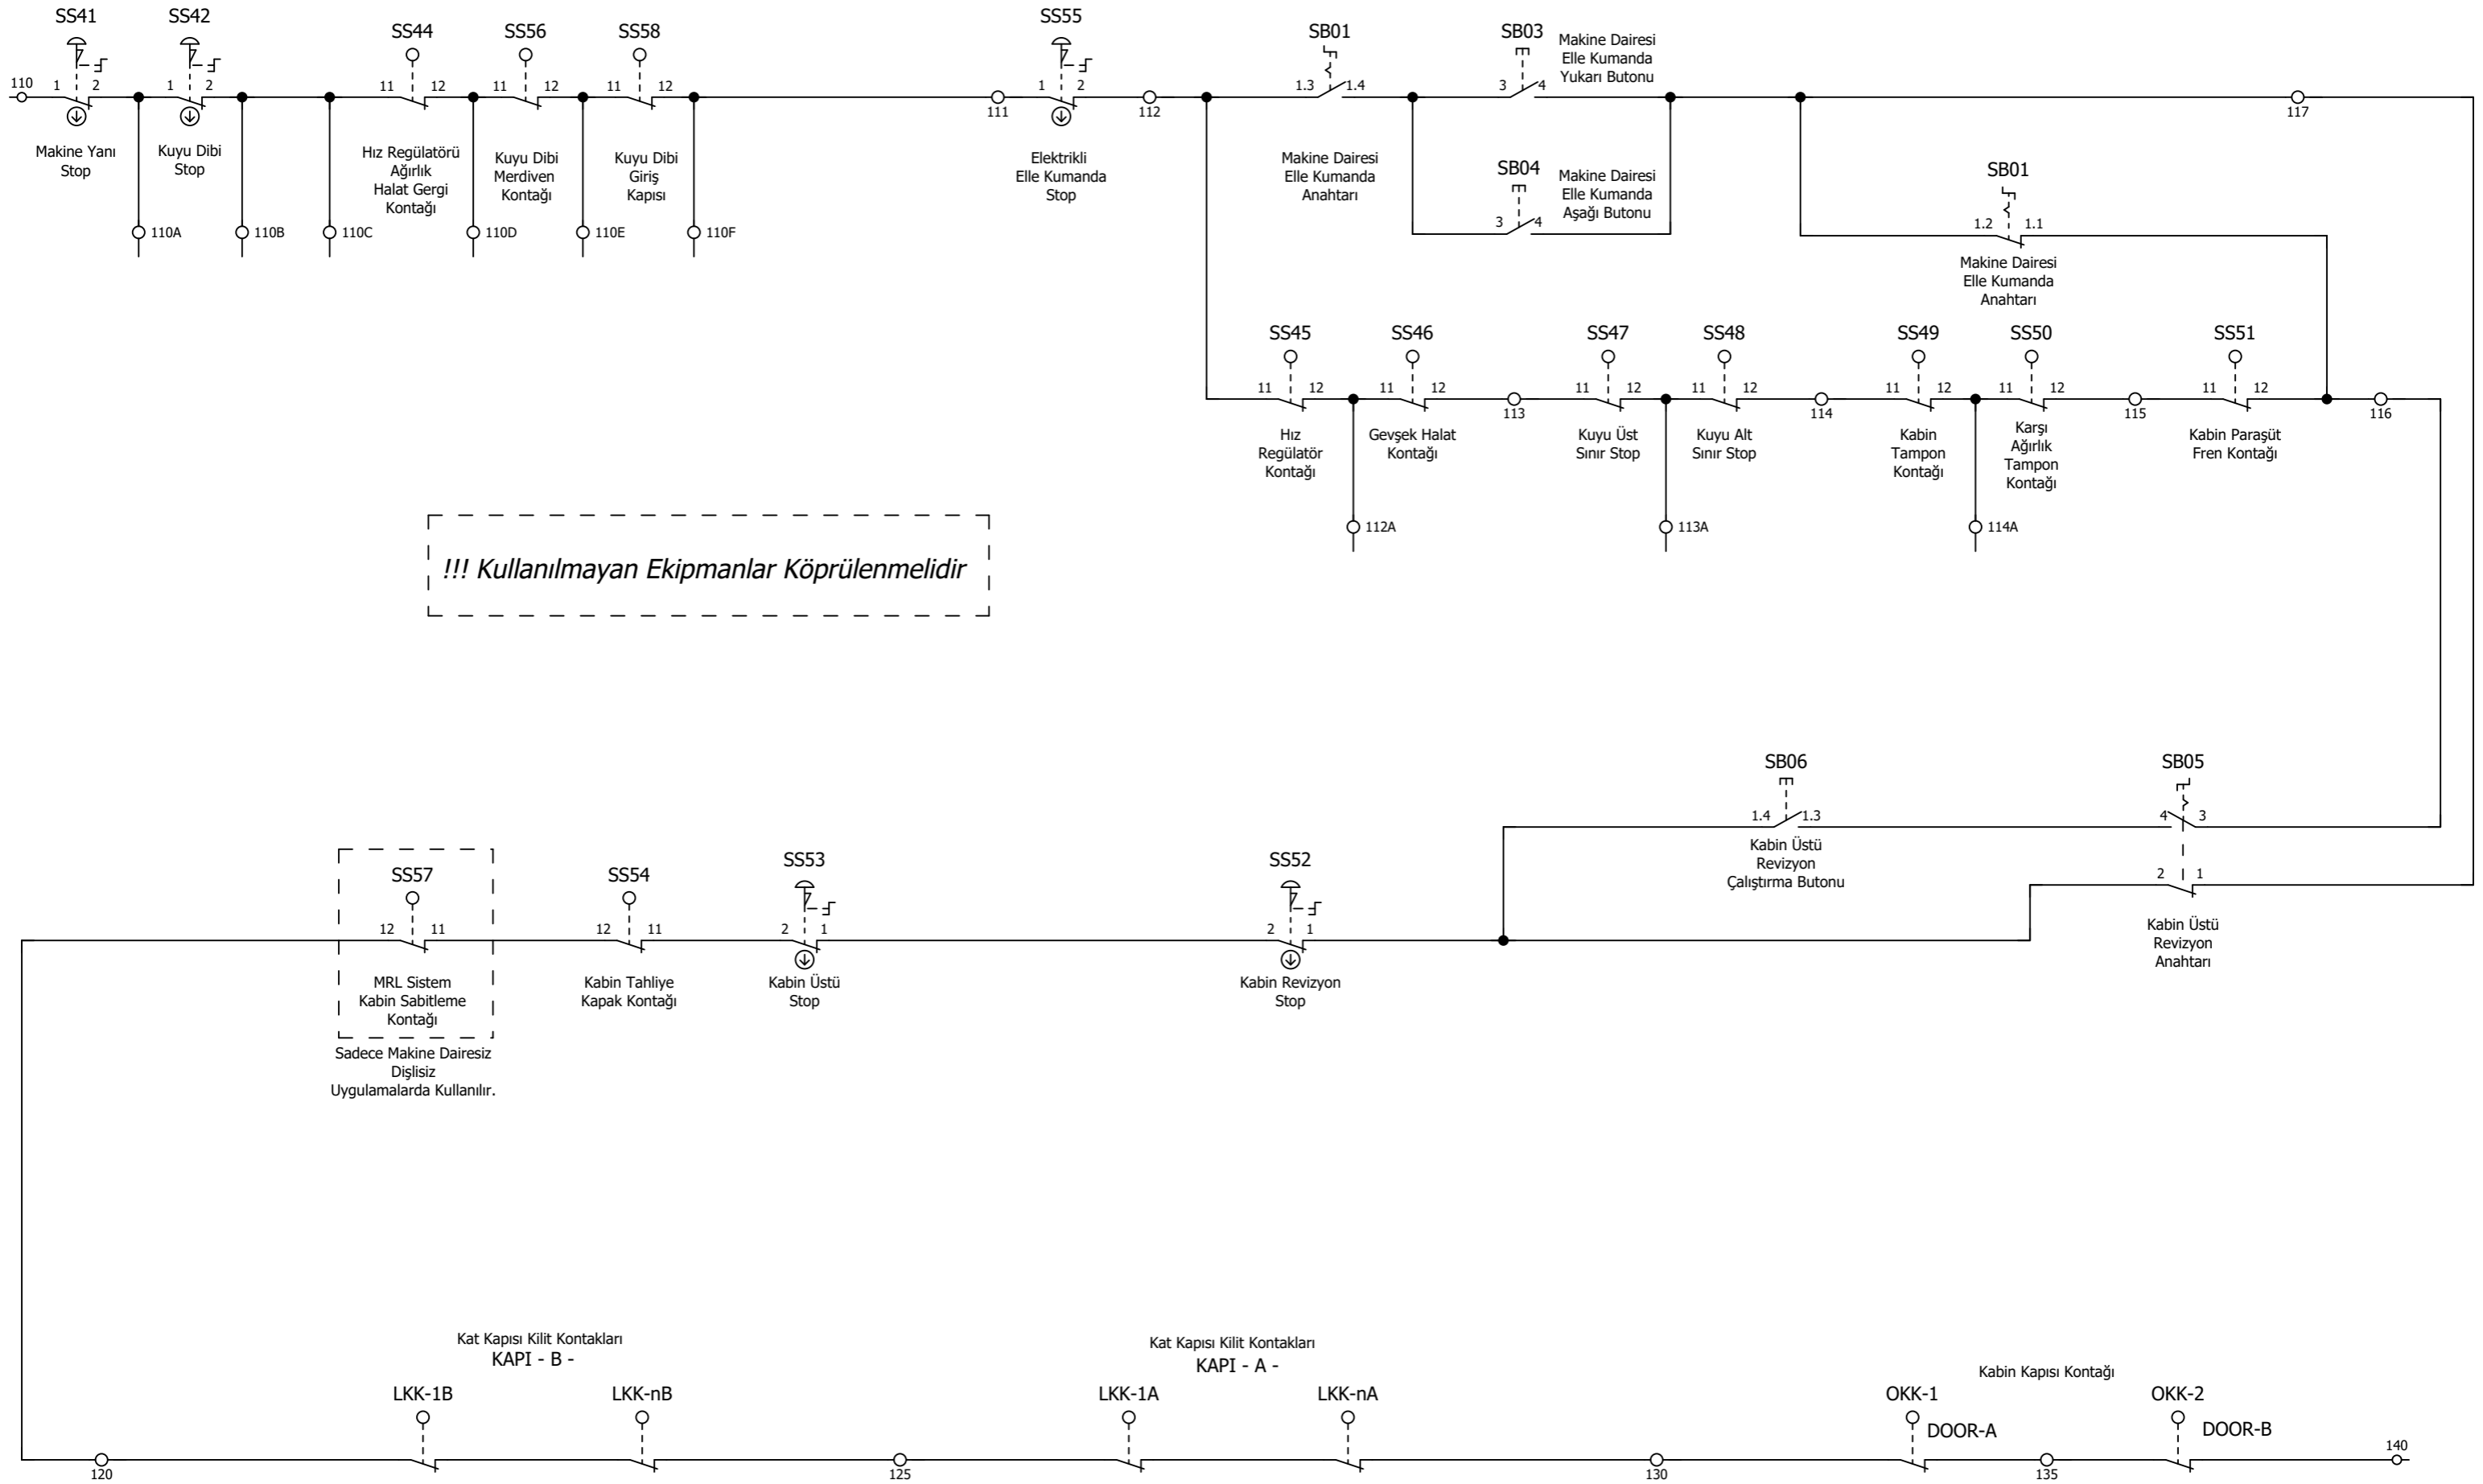 SS41
SS42
SS44
SS56
SS58
SS55
SB01
SB03
Makine Dairesi
Elle Kumanda
Yukarı Butonu
110
1 2
1 2
11 12
11 12
11 12
111
1 2
112
1.3 1.4
3 4
117
Makine Yanı
Stop
Kuyu Dibi
Stop
Hız Regülatörü
Ağırlık
Halat Gergi
Kontağı
Kuyu Dibi
Merdiven
Kontağı
Kuyu Dibi
Giriş
Kapısı
Elektrikli
Elle Kumanda
Stop
Makine Dairesi
Elle Kumanda
Anahtarı
SB04
3 4
Makine Dairesi
Elle Kumanda
Aşağı Butonu
SB01
1.2 1.1
Makine Dairesi
Elle Kumanda
Anahtarı
110A
110B
110C
110D
110E
110F
SS45
SS46
SS47
SS48
SS49
SS50
SS51
11 12
11 12
113
11 12
11 12
114
11 12
11 12
115
11 12
116
Hız
Regülatör
Kontağı
Gevşek Halat
Kontağı
Kuyu Üst
Sınır Stop
Kuyu Alt
Sınır Stop
Kabin
Tampon
Kontağı
Karşı
Ağırlık
Tampon
Kontağı
Kabin Paraşüt
Fren Kontağı
112A
113A
114A
!!! Kullanılmayan Ekipmanlar Köprülenmelidir
SB06
1.4 1.3
Kabin Üstü
Revizyon
Çalıştırma Butonu
SB05
4 3
2 1
Kabin Üstü
Revizyon
Anahtarı
SS57
12 11
MRL Sistem
Kabin Sabitleme
Kontağı
Sadece Makine Dairesiz
Dişlisiz
Uygulamalarda Kullanılır.
SS54
12 11
Kabin Tahliye
Kapak Kontağı
SS53
2 1
Kabin Üstü
Stop
SS52
2 1
Kabin Revizyon
Stop
Kat Kapısı Kilit Kontakları
KAPI - B -
LKK-1B
LKK-nB
Kat Kapısı Kilit Kontakları
KAPI - A -
LKK-1A
LKK-nA
Kabin Kapısı Kontağı
OKK-1
DOOR-A
OKK-2
DOOR-B
120
125
130
135
140